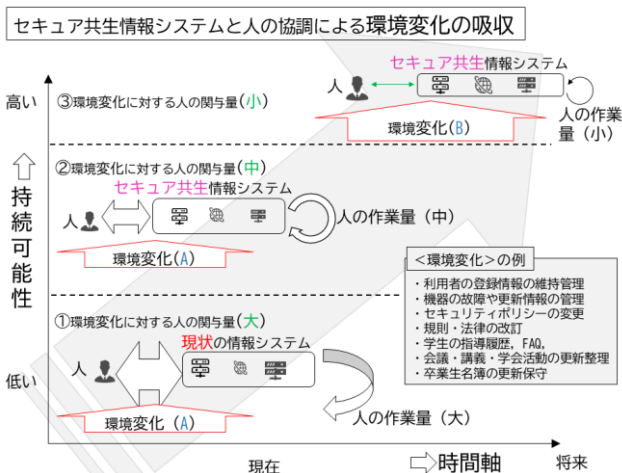 セキュア共生情報システムと人の協調による環境変化の吸収
高い
③環境変化に対する人の関与量(小)
セキュア共生情報システム
人
環境変化(B)
人の作業
量（小）
持続可能性
②環境変化に対する人の関与量(中)
セキュア共生情報システム
人
人の作業量（中）
環境変化(A)
<環境変化>の例
・利用者の登録情報の維持管理
・機器の故障や更新情報の管理
・セキュリティポリシーの変更
・規則・法律の改訂
・学生の指導履歴，FAQ，
・会議・講義・学会活動の更新整理
・卒業生名簿の更新保守
①環境変化に対する人の関与量(大)
現状の情報システム
人
低い
環境変化（A）
人の作業量（大）
現在
時間軸
将来